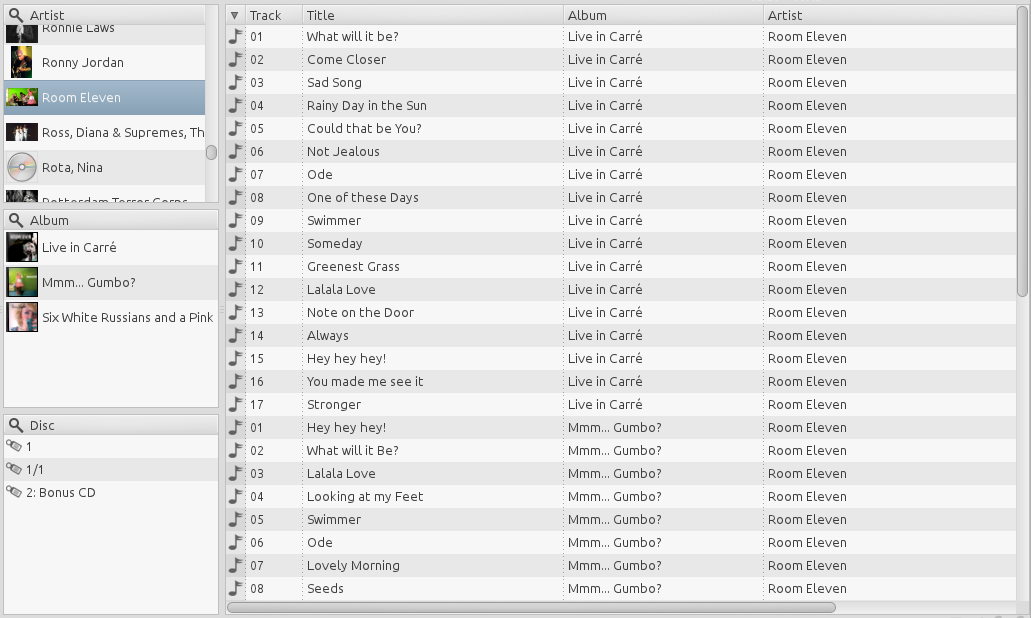 Artist
Ronnie Laws
Ronny Jordan
Room Eleven
Ross, Diana & Supremes, Th
Rota, Nina
Rotterdam Terror Corps
Album
Live in Carré
Mmm... Gumbo?
Six White Russians and a Pink
Disc
1
1/1
2: Bonus CD
Track Title Album Artist
01 What will it be? Live in Carré Room Eleven
02 Come Closer Live in Carré Room Eleven
03 Sad Song Live in Carré Room Eleven
04 Rainy Day in the Sun Live in Carré Room Eleven
05 Could that be You? Live in Carré Room Eleven
06 Not Jealous Live in Carré Room Eleven
07 Ode Live in Carré Room Eleven
08 One of these Days Live in Carré Room Eleven
09 Swimmer Live in Carré Room Eleven
10 Someday Live in Carré Room Eleven
11 Greenest Grass Live in Carré Room Eleven
12 Lalala Love Live in Carré Room Eleven
13 Note on the Door Live in Carré Room Eleven
14 Always Live in Carré Room Eleven
15 Hey hey hey! Live in Carré Room Eleven
16 You made me see it Live in Carré Room Eleven
17 Stronger Live in Carré Room Eleven
01 Hey hey hey! Mmm... Gumbo? Room Eleven
02 What will it Be? Mmm... Gumbo? Room Eleven
03 Lalala Love Mmm... Gumbo? Room Eleven
04 Looking at my Feet Mmm... Gumbo? Room Eleven
05 Swimmer Mmm... Gumbo? Room Eleven
06 Ode Mmm... Gumbo? Room Eleven
07 Lovely Morning Mmm... Gumbo? Room Eleven
08 Seeds Mmm... Gumbo? Room Eleven